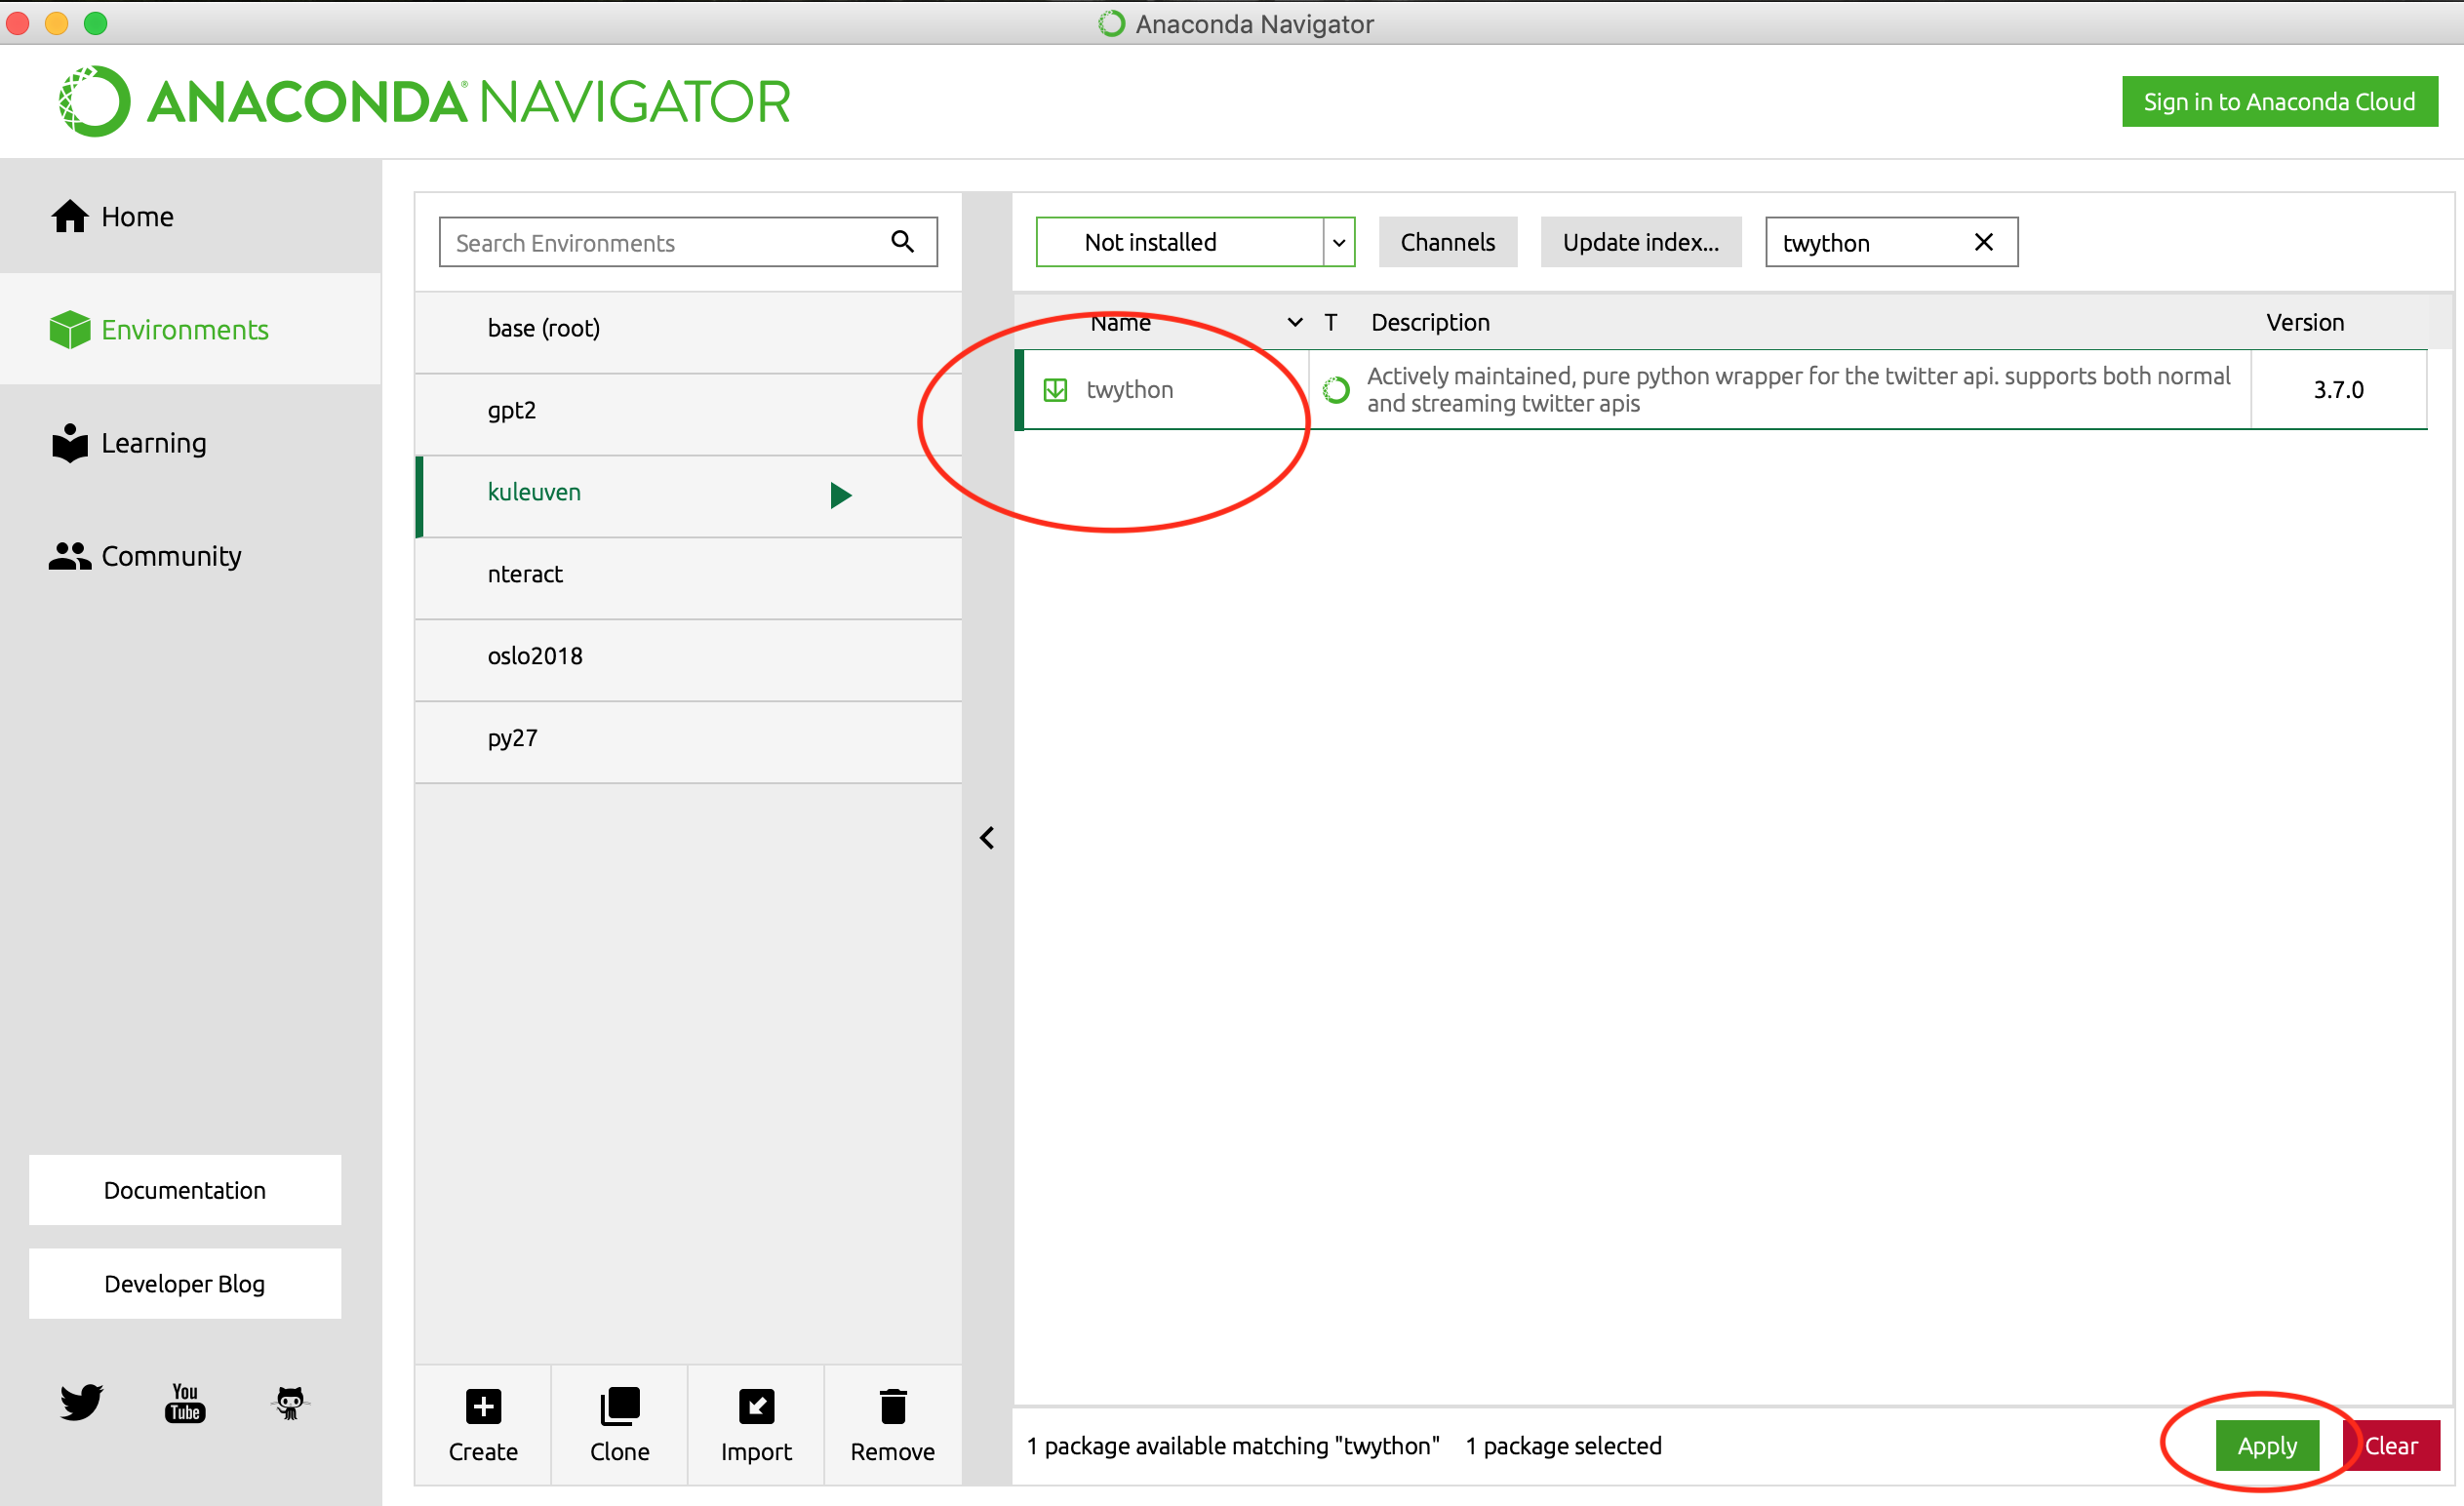 Anaconda Navigator
ANACONDA® NAVIGATOR
Sign in to Anaconda Cloud
Home
Environments
Learning
Community
Documentation
Developer Blog
You
Tube
Search Environments
base (root)
gpt2
kuleuven
nteract
oslo2018
py27
Create
Clone
Import
Remove
Not installed
Channels
Update index...
twython
Name
T
Description
Version
twython
Actively maintained, pure python wrapper for the twitter api. supports both normal
and streaming twitter apis
3.7.0
1 package available matching "twython"
1 package selected
Apply
Clear